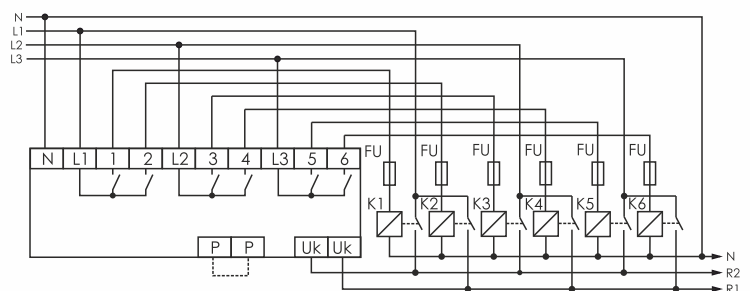 N
L1
L2
L3
N L1 1 2 L2 3 4 L3 5 6
FU FU FU FU FU FU
K1 K2 K3 K4 K5 K6
P P Uk Uk
N
R2
R1